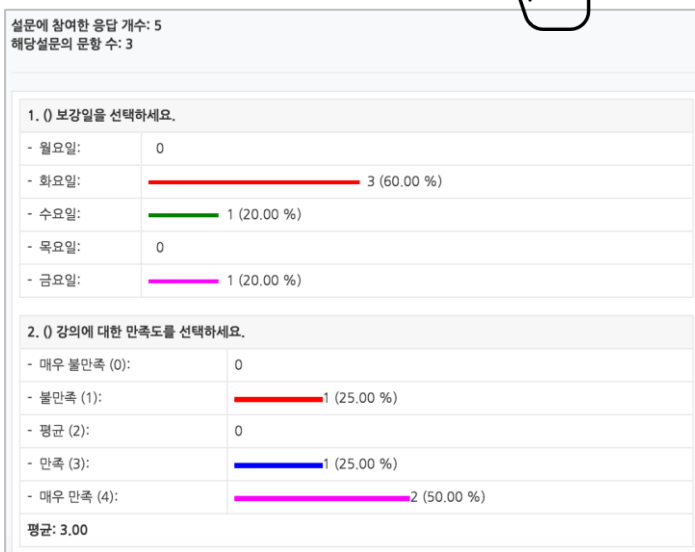 설문에 참여한 응답 개수: 5
해당설문의 문항 수: 3
1. () 보강일을 선택하세요.
- 월요일: 0
- 화요일: 3 (60.00 %)
- 수요일: 1 (20.00 %)
- 목요일: 0
- 금요일: 1 (20.00 %)
2. () 강의에 대한 만족도를 선택하세요.
- 매우 불만족 (0): 0
- 불만족 (1): 1 (25.00 %)
- 평균 (2): 0
- 만족 (3): 1 (25.00 %)
- 매우 만족 (4): 2 (50.00 %)
평균: 3.00